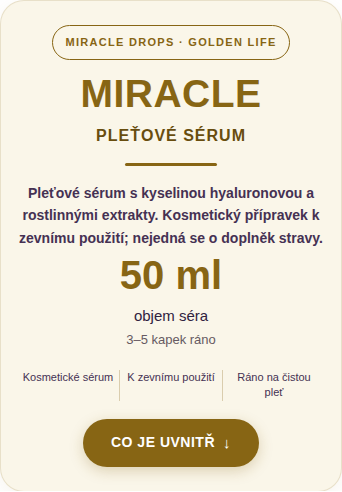 MIRACLE DROPS · GOLDEN LIFE
MIRACLE
PLEŤOVÉ SÉRUM
Pleťové sérum s kyselinou hyaluronovou a
rostlinnými extrakty. Kosmetický přípravek k
zevnímu použití; nejedná se o doplněk stravy.
50 ml
objem séra
3–5 kapek ráno
Kosmetické sérum
K zevnímu použití
Ráno na čistou
pleť
CO JE UVNITŘ ↓